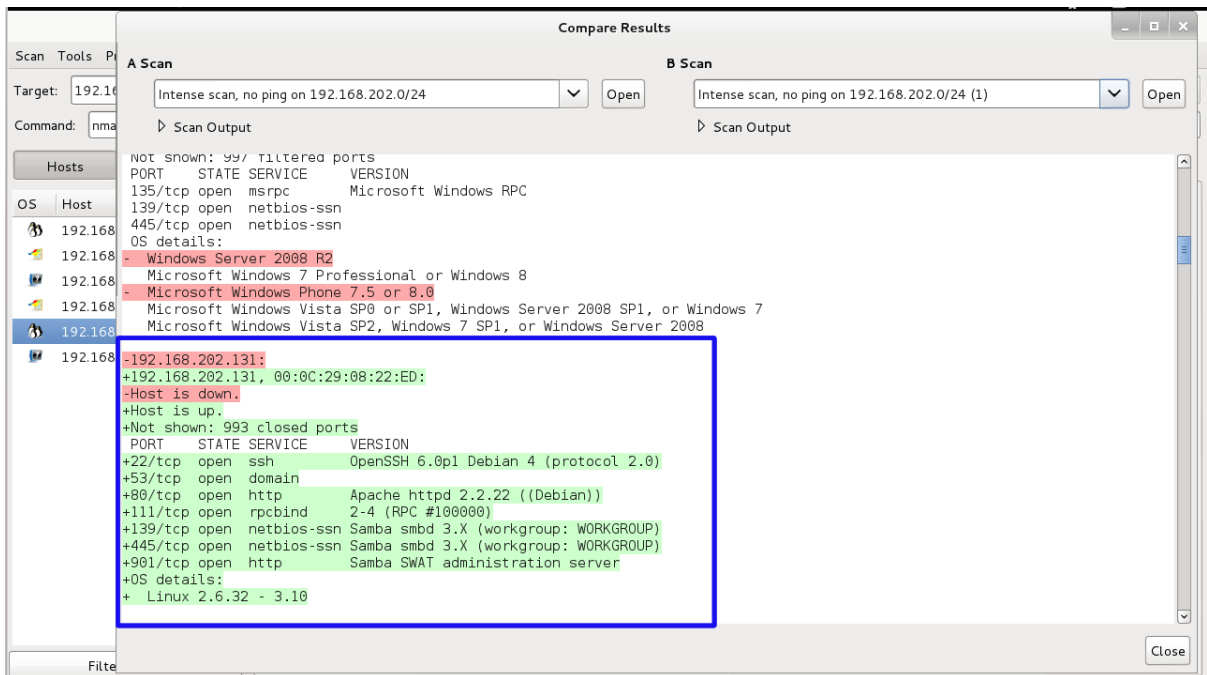 Compare Results
Scan Tools
A Scan
B Scan
Target: 192.16
Intense scan, no ping on 192.168.202.0/24
Open
Intense scan, no ping on 192.168.202.0/24 (1)
Open
Command: nma
Scan Output
Scan Output
Hosts
OS Host
192.168
192.168
192.168
192.168
192.168
192.168
Not shown: 997 filtered ports
PORT STATE SERVICE VERSION
135/tcp open msrpc Microsoft Windows RPC
139/tcp open netbios-ssn
445/tcp open netbios-ssn
OS details:
- Windows Server 2008 R2
Microsoft Windows 7 Professional or Windows 8
- Microsoft Windows Phone 7.5 or 8.0
Microsoft Windows Vista SP0 or SP1, Windows Server 2008 SP1, or Windows 7
Microsoft Windows Vista SP2, Windows 7 SP1, or Windows Server 2008
-192.168.202.131:
+192.168.202.131, 00:0C:29:08:22:ED:
-Host is down.
+Host is up.
+Not shown: 993 closed ports
PORT STATE SERVICE VERSION
+22/tcp open ssh OpenSSH 6.0p1 Debian 4 (protocol 2.0)
+53/tcp open domain
+80/tcp open http Apache httpd 2.2.22 ((Debian))
+111/tcp open rpcbind 2-4 (RPC #100000)
+139/tcp open netbios-ssn Samba smbd 3.X (workgroup: WORKGROUP)
+445/tcp open netbios-ssn Samba smbd 3.X (workgroup: WORKGROUP)
+901/tcp open http Samba SWAT administration server
+OS details:
+ Linux 2.6.32 - 3.10
Close
Filte